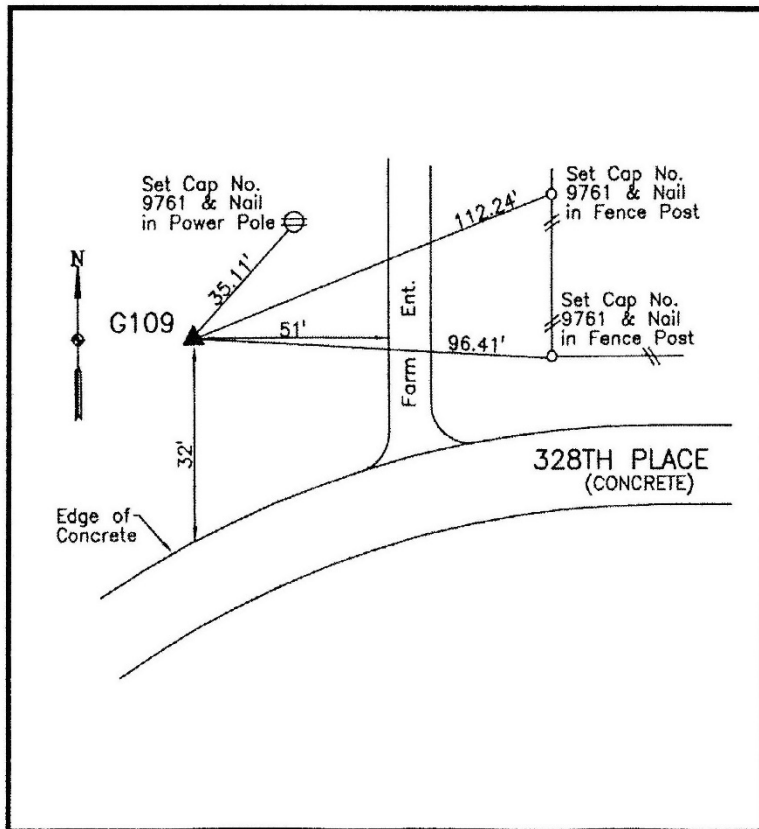 Set Cap No.
9761 & Nail
in Power Pole
Set Cap No.
9761 & Nail
in Fence Post
112.24'
35.11'
N
G109
51'
Ent.
Set Cap No.
9761 & Nail
in Fence Post
96.41'
Farm
32'
328TH PLACE
(CONCRETE)
Edge of
Concrete